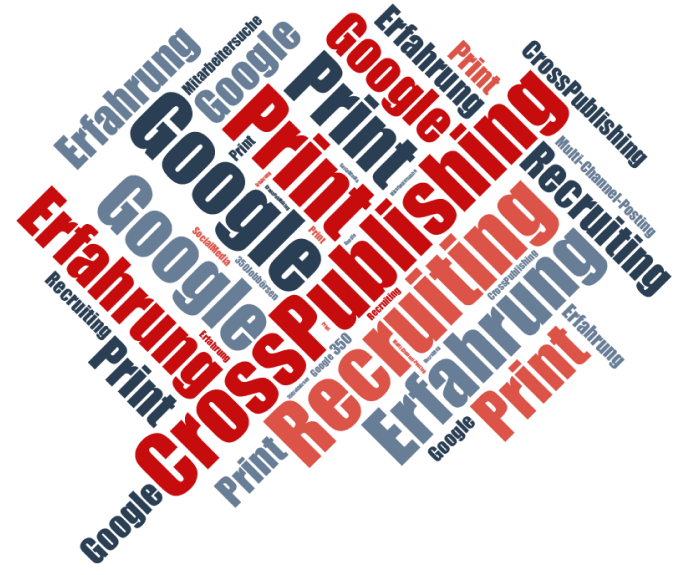 Erfahrung
Mitarbeitersuche
Google
Google
Erfahrung
Print
CrossPublishing
Print
Google
Print
Print
Multi-Channel-Posting
Recruiting
CrossPublishing
Google
SocialMedia
350Jobbörsen
Print
Erfahrung
Recruiting
Print
Erfahrung
Google 350
Recruiting
CrossPublishing
Recruiting
Erfahrung
Erfahrung
Print
Google
Print
Google